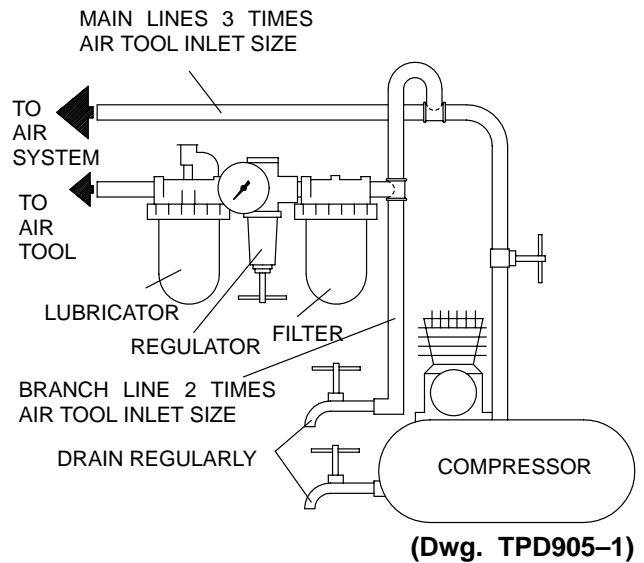 MAIN LINES 3 TIMES
AIR TOOL INLET SIZE
TO
AIR
SYSTEM
TO
AIR
TOOL
LUBRICATOR
REGULATOR
FILTER
BRANCH LINE 2 TIMES
AIR TOOL INLET SIZE
DRAIN REGULARLY
COMPRESSOR
(Dwg. TPD905–1)